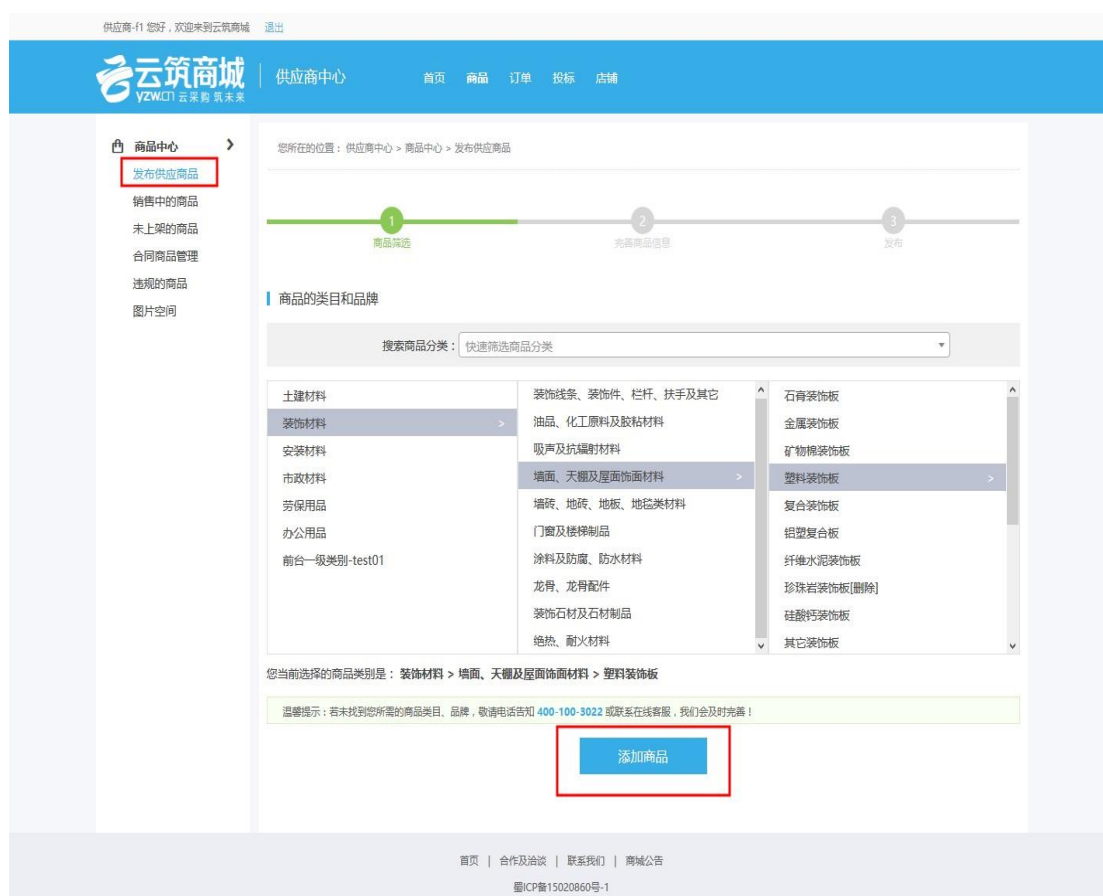 供应商-f1 您好，欢迎来到云筑商城 退出
云筑商城 供应商中心 首页 商品 订单 投标 店铺
yzw.cn 云采购 筑未来
商品中心
发布供应商品
销售中的商品
未上架的商品
合同商品管理
违规的商品
图片空间
您所在的位置：供应商中心 > 商品中心 > 发布供应商品
1 2 3
商品筛选 完善商品信息 发布
商品的类目和品牌
搜索商品分类： 快速筛选商品分类
土建材料
装饰材料 >
安装材料
市政材料
劳保用品
办公用品
前台一级类别-test01
装饰线条、装饰件、栏杆、扶手及其它
油品、化工原料及胶粘材料
吸声及抗辐射材料
墙面、天棚及屋面饰面材料 >
墙砖、地砖、地板、地毯类材料
门窗及楼梯制品
涂料及防腐、防水材料
龙骨、龙骨配件
装饰石材及石材制品
绝热、耐火材料
石膏装饰板
金属装饰板
矿物棉装饰板
塑料装饰板 >
复合装饰板
铝塑复合板
纤维水泥装饰板
珍珠岩装饰板[删除]
硅酸钙装饰板
其它装饰板
您当前选择的商品类别是：装饰材料 > 墙面、天棚及屋面饰面材料 > 塑料装饰板
温馨提示：若未找到您所需的商品类目、品牌，敬请电话告知 400-100-3022 或联系在线客服，我们会及时完善！
添加商品
首页 | 合作及洽谈 | 联系我们 | 商城公告
蜀ICP备15020860号-1